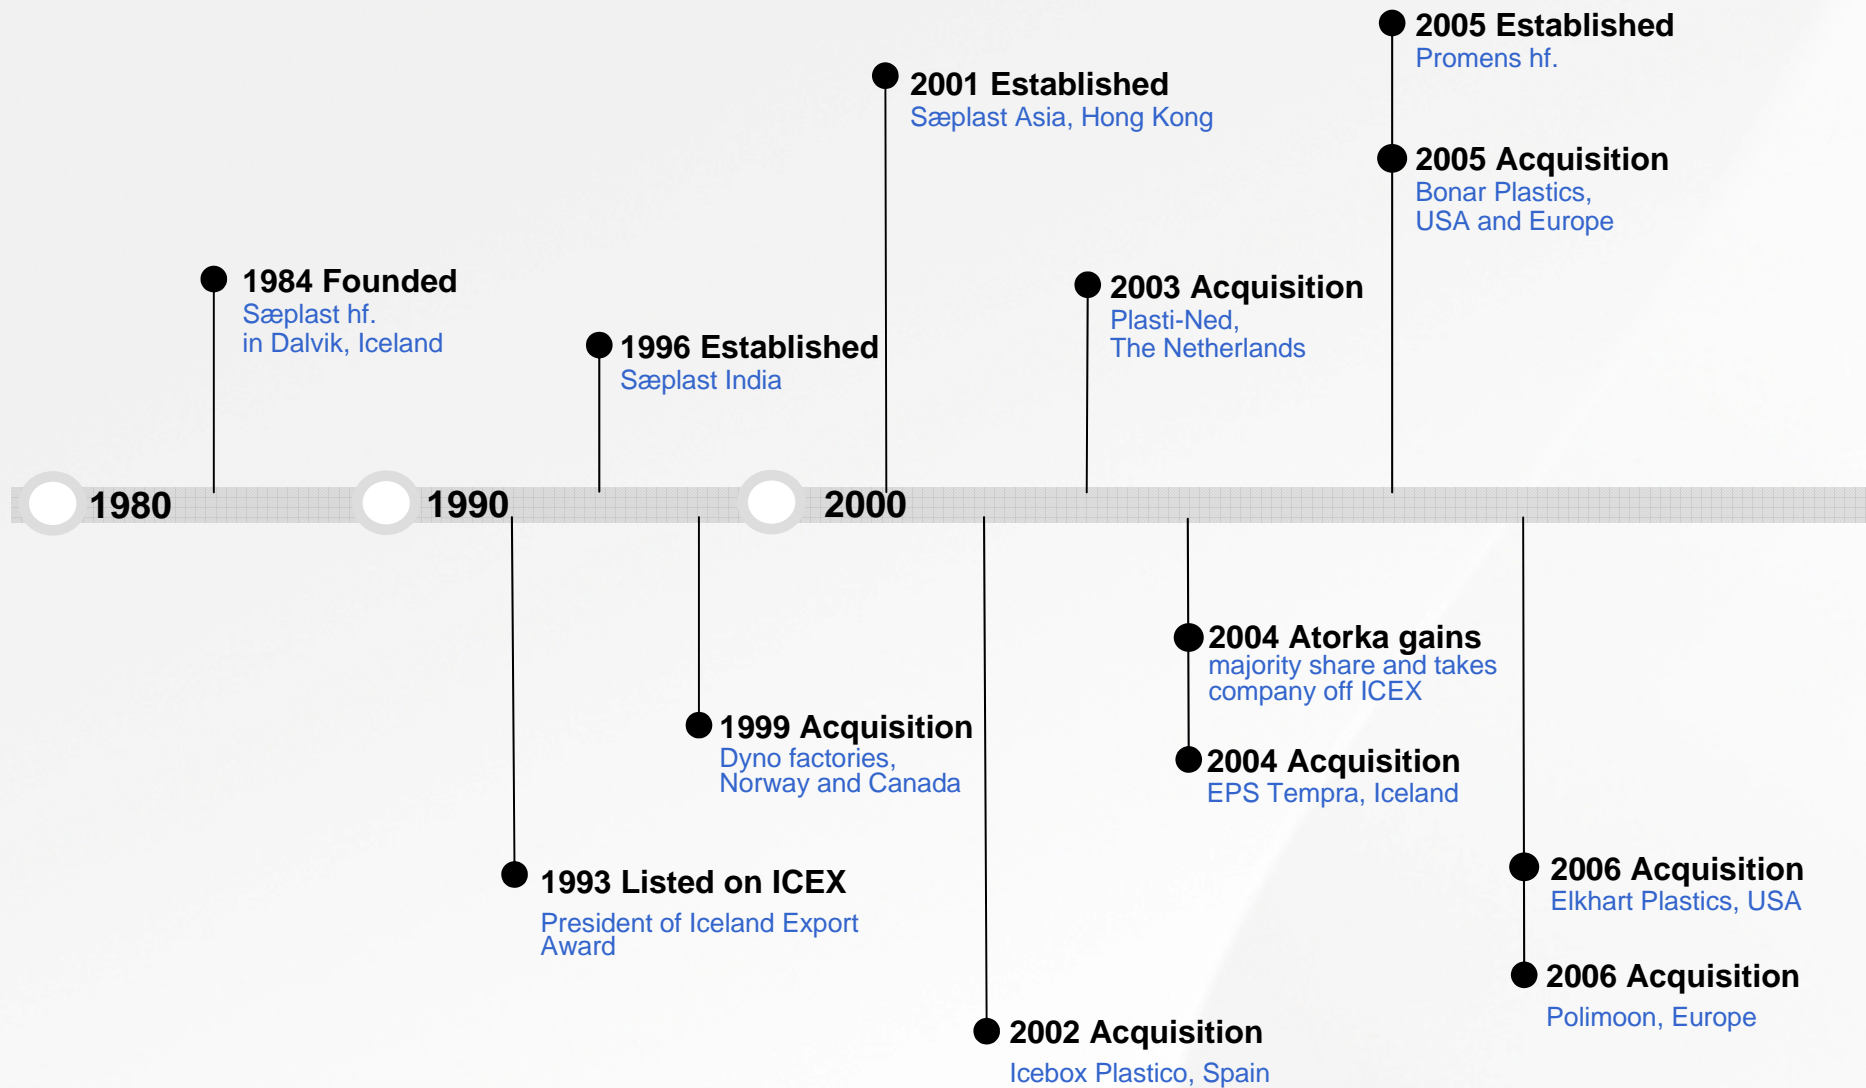 2005 Established
Promens hf.
2001 Established
Sæplast Asia, Hong Kong
2005 Acquisition
Bonar Plastics,
USA and Europe
1984 Founded
Sæplast hf.
in Dalvik, Iceland
2003 Acquisition
Plasti-Ned,
The Netherlands
1996 Established
Sæplast India
1980
1990
2000
2004 Atorka gains
majority share and takes
company off ICEX
1999 Acquisition
Dyno factories,
Norway and Canada
2004 Acquisition
EPS Tempra, Iceland
1993 Listed on ICEX
President of Iceland Export
Award
2006 Acquisition
Elkhart Plastics, USA
2006 Acquisition
Polimoon, Europe
2002 Acquisition
Icebox Plastico, Spain